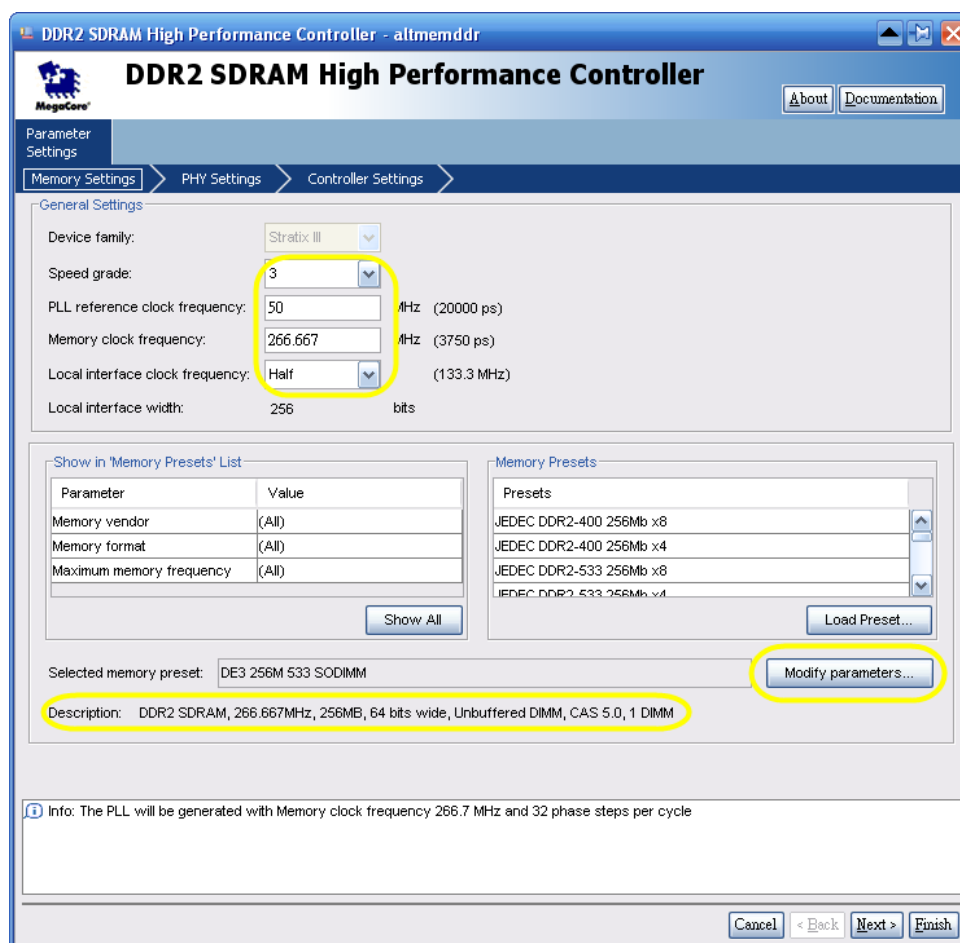 DDR2 SDRAM High Performance Controller - altmemddr
DDR2 SDRAM High Performance Controller
MegaCore®
About
Documentation
Parameter
Settings
Memory Settings
PHY Settings
Controller Settings
General Settings
Device family: Stratix III
Speed grade: 3
PLL reference clock frequency: 50 MHz (20000 ps)
Memory clock frequency: 266.667 MHz (3750 ps)
Local interface clock frequency: Half (133.3 MHz)
Local interface width: 256 bits
Show in 'Memory Presets' List
Parameter Value
Memory vendor (All)
Memory format (All)
Maximum memory frequency (All)
Show All
Memory Presets
Presets
JEDEC DDR2-400 256Mb x8
JEDEC DDR2-400 256Mb x4
JEDEC DDR2-533 256Mb x8
JEDEC DDR2-533 256Mb x4
Load Preset...
Selected memory preset: DE3 256M 533 SODIMM
Modify parameters...
Description: DDR2 SDRAM, 266.667MHz, 256MB, 64 bits wide, Unbuffered DIMM, CAS 5.0, 1 DIMM
Info: The PLL will be generated with Memory clock frequency 266.7 MHz and 32 phase steps per cycle
Cancel
< Back
Next >
Finish